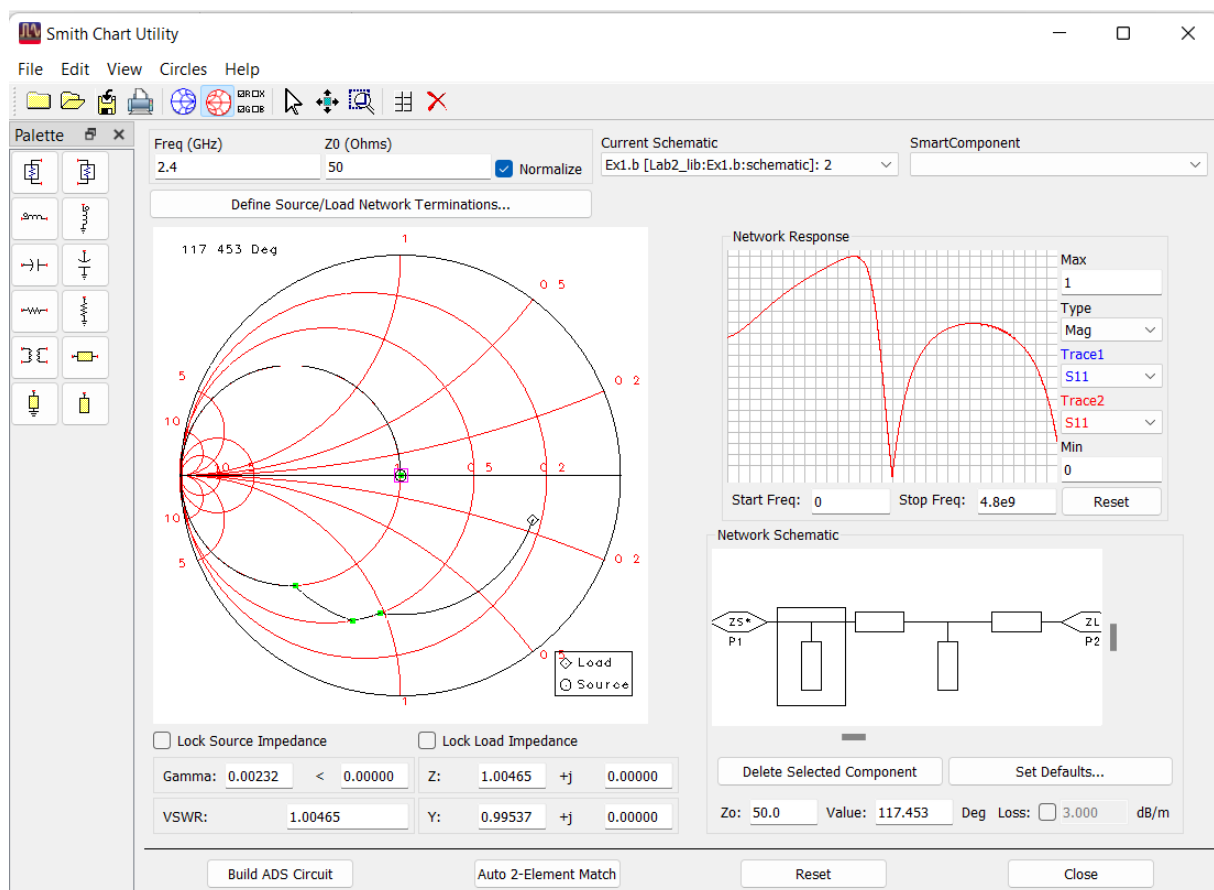 Smith Chart Utility
File Edit View Circles Help
Palette
Freq (GHz)
Z0 (Ohms)
Current Schematic
SmartComponent
2.4
50
Normalize
Ex1.b [Lab2_lib:Ex1.b:schematic]: 2
Define Source/Load Network Terminations...
117 453 Deg
1
0 5
0 2
5
10
1
0 5
0 2
10
5
0 2
0 5
1
Load
Source
Network Response
Max
1
Type
Mag
Trace1
S11
Trace2
S11
Min
0
Start Freq: 0
Stop Freq: 4.8e9
Reset
Network Schematic
ZS*
P1
ZL
P2
Lock Source Impedance
Lock Load Impedance
Gamma: 0.00232 < 0.00000
Z: 1.00465 +j 0.00000
VSWR: 1.00465
Y: 0.99537 +j 0.00000
Delete Selected Component
Set Defaults...
Zo: 50.0 Value: 117.453 Deg Loss: 3.000 dB/m
Build ADS Circuit
Auto 2-Element Match
Reset
Close